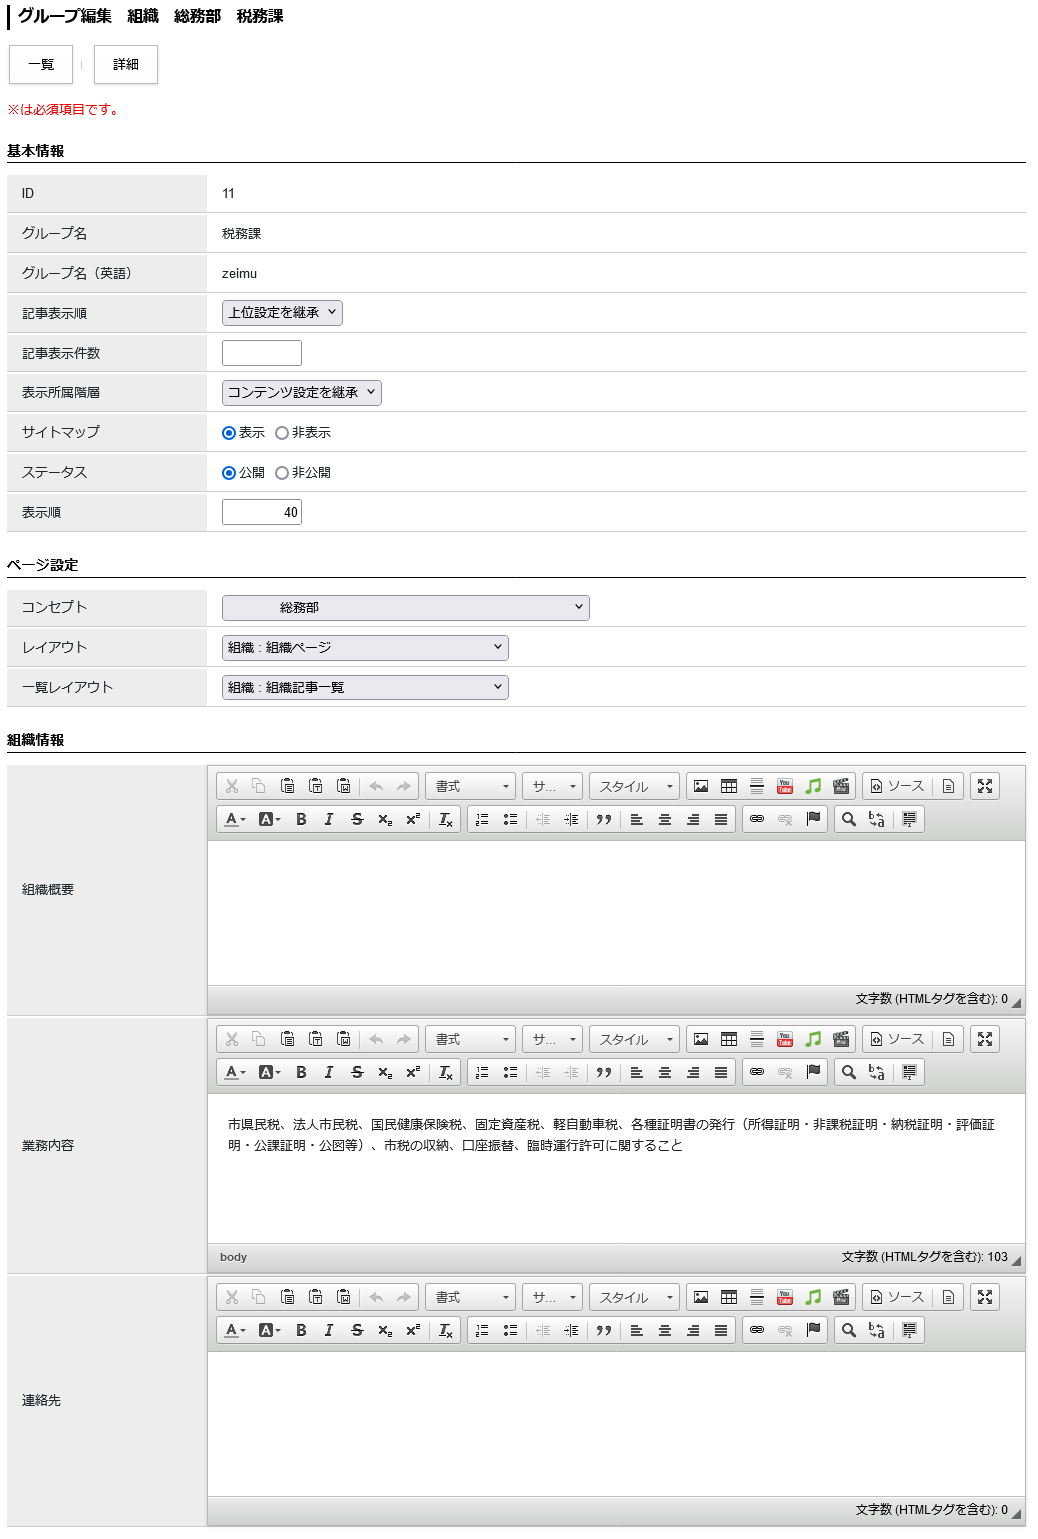 グループ編集　組織　総務部　税務課
一覧 詳細
※は必須項目です。
基本情報
ID 11
グループ名 税務課
グループ名（英語） zeimu
記事表示順 上位設定を継承
記事表示件数
表示所属階層 コンテンツ設定を継承
サイトマップ 表示 非表示
ステータス 公開 非公開
表示順 40
ページ設定
コンセプト 総務部
レイアウト 組織 : 組織ページ
一覧レイアウト 組織 : 組織記事一覧
組織情報
書式 サ... スタイル You Tube ソース
組織概要
文字数 (HTMLタグを含む): 0
書式 サ... スタイル You Tube ソース
業務内容
市県民税、法人市民税、国民健康保険税、固定資産税、軽自動車税、各種証明書の発行（所得証明・非課税証明・納税証明・評価証
明・公課証明・公図等）、市税の収納、口座振替、臨時運行許可に関すること
body 文字数 (HTMLタグを含む): 103
書式 サ... スタイル You Tube ソース
連絡先
文字数 (HTMLタグを含む): 0